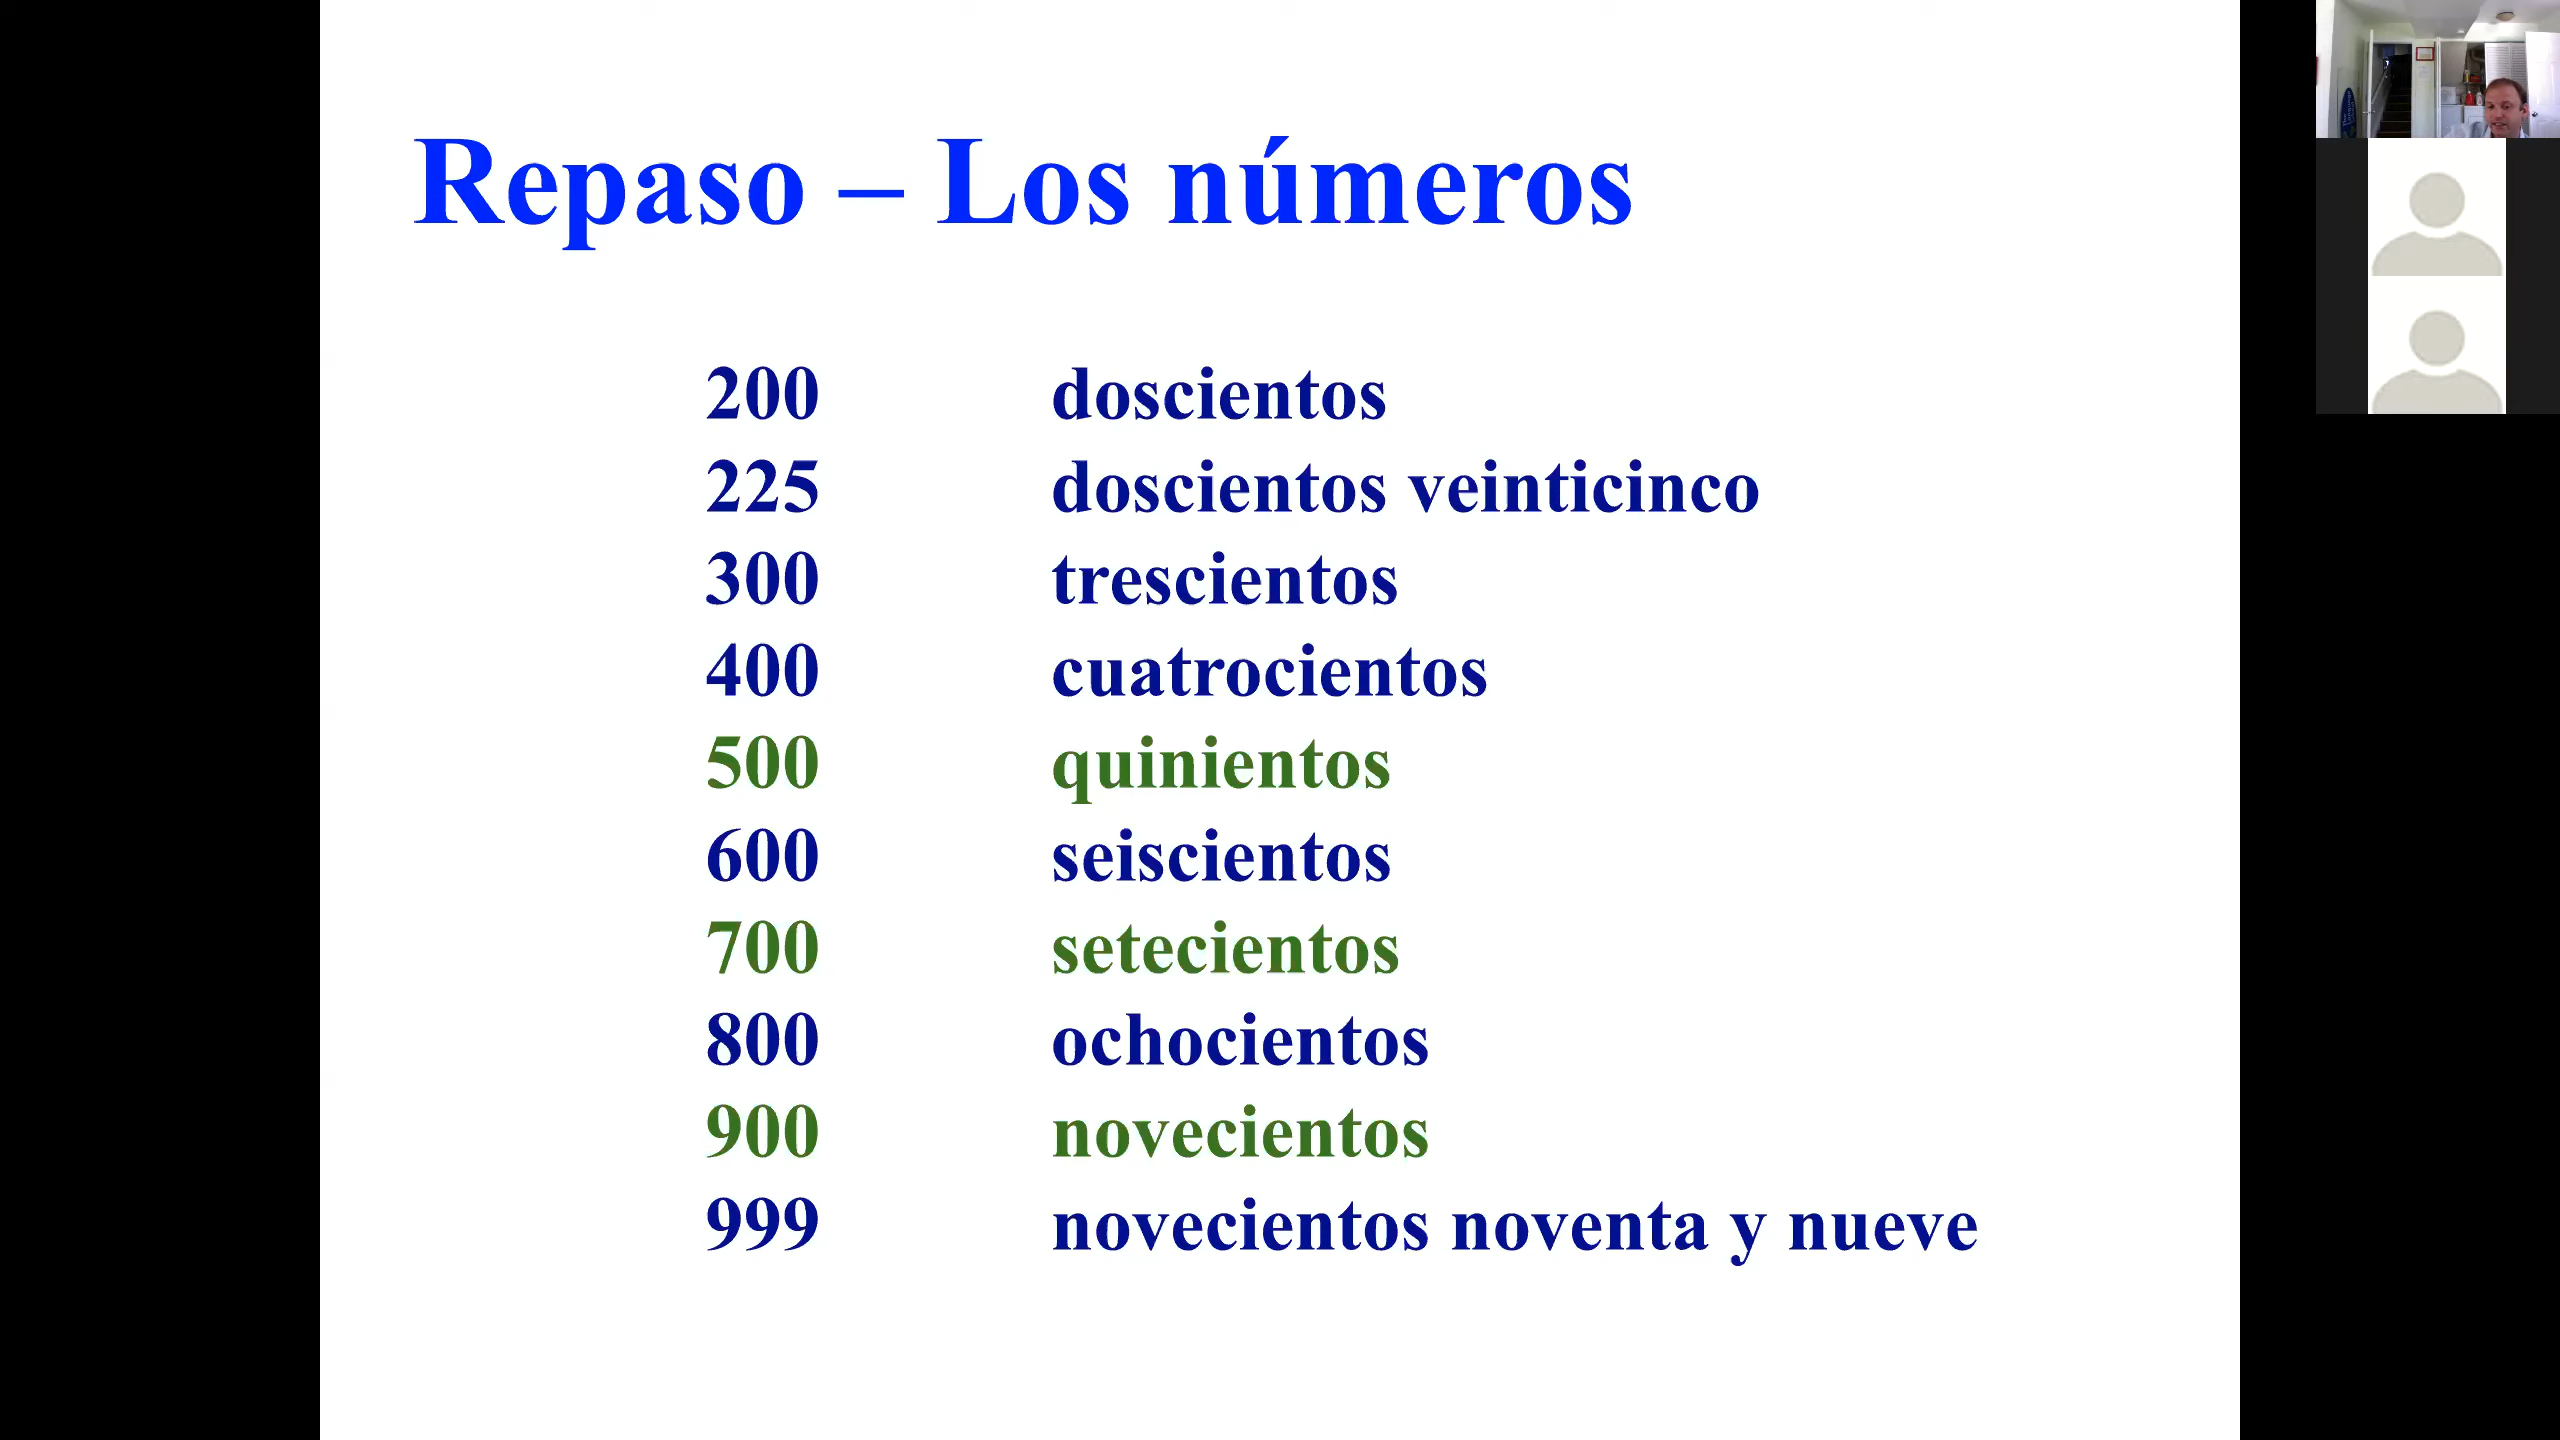 Repaso – Los números
200 doscientos
225 doscientos veinticinco
300 trescientos
400 cuatrocientos
500 quinientos
600 seiscientos
700 setecientos
800 ochocientos
900 novecientos
999 novecientos noventa y nueve